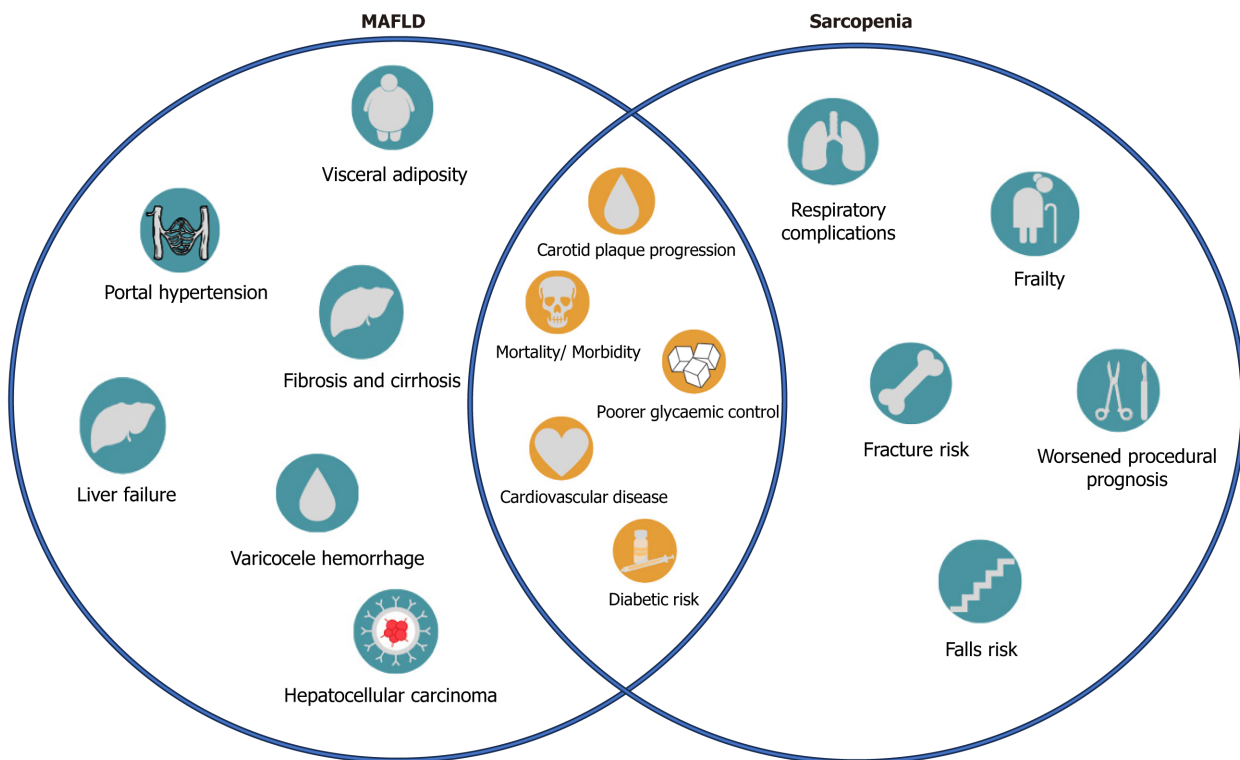 MAFLD
Sarcopenia
Visceral adiposity
Portal hypertension
Fibrosis and cirrhosis
Liver failure
Varicocele hemorrhage
Hepatocellular carcinoma
Carotid plaque progression
Mortality/ Morbidity
Poorer glycaemic control
Cardiovascular disease
Diabetic risk
Respiratory
complications
Frailty
Fracture risk
Worsened procedural
prognosis
Falls risk